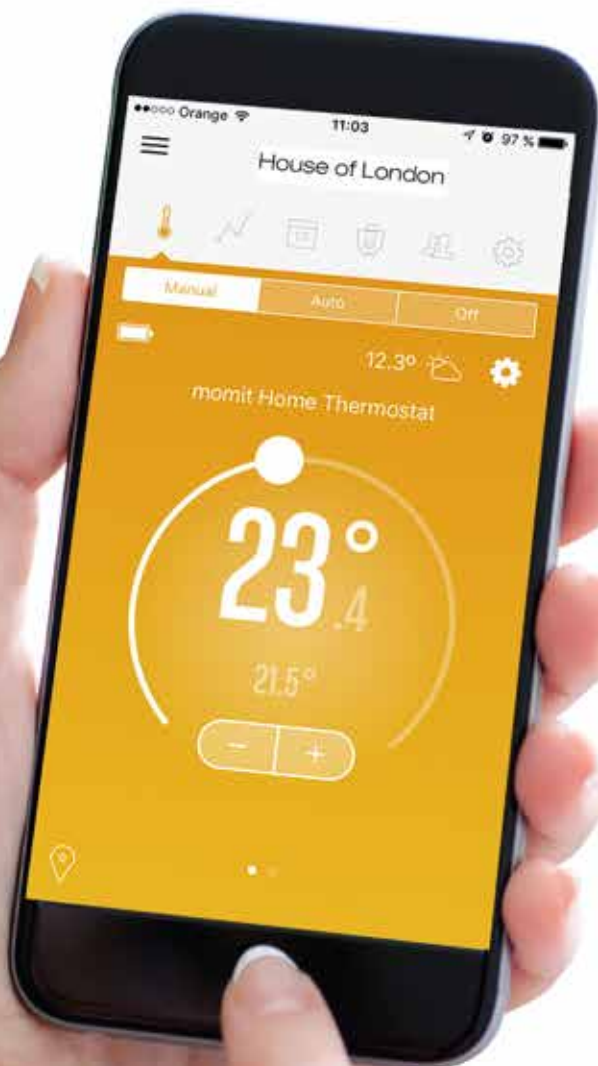 Orange 11:03 97 %
House of London
Manual Auto Off
12.3º
momit Home Thermostat
23°.4
21.5°
− +